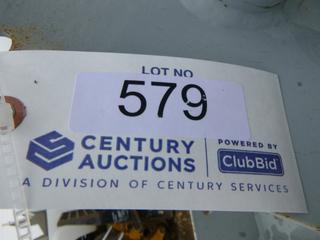 LOT NO
579
CENTURY
AUCTIONS
POWERED BY
ClubBid
A DIVISION OF CENTURY SERVICES